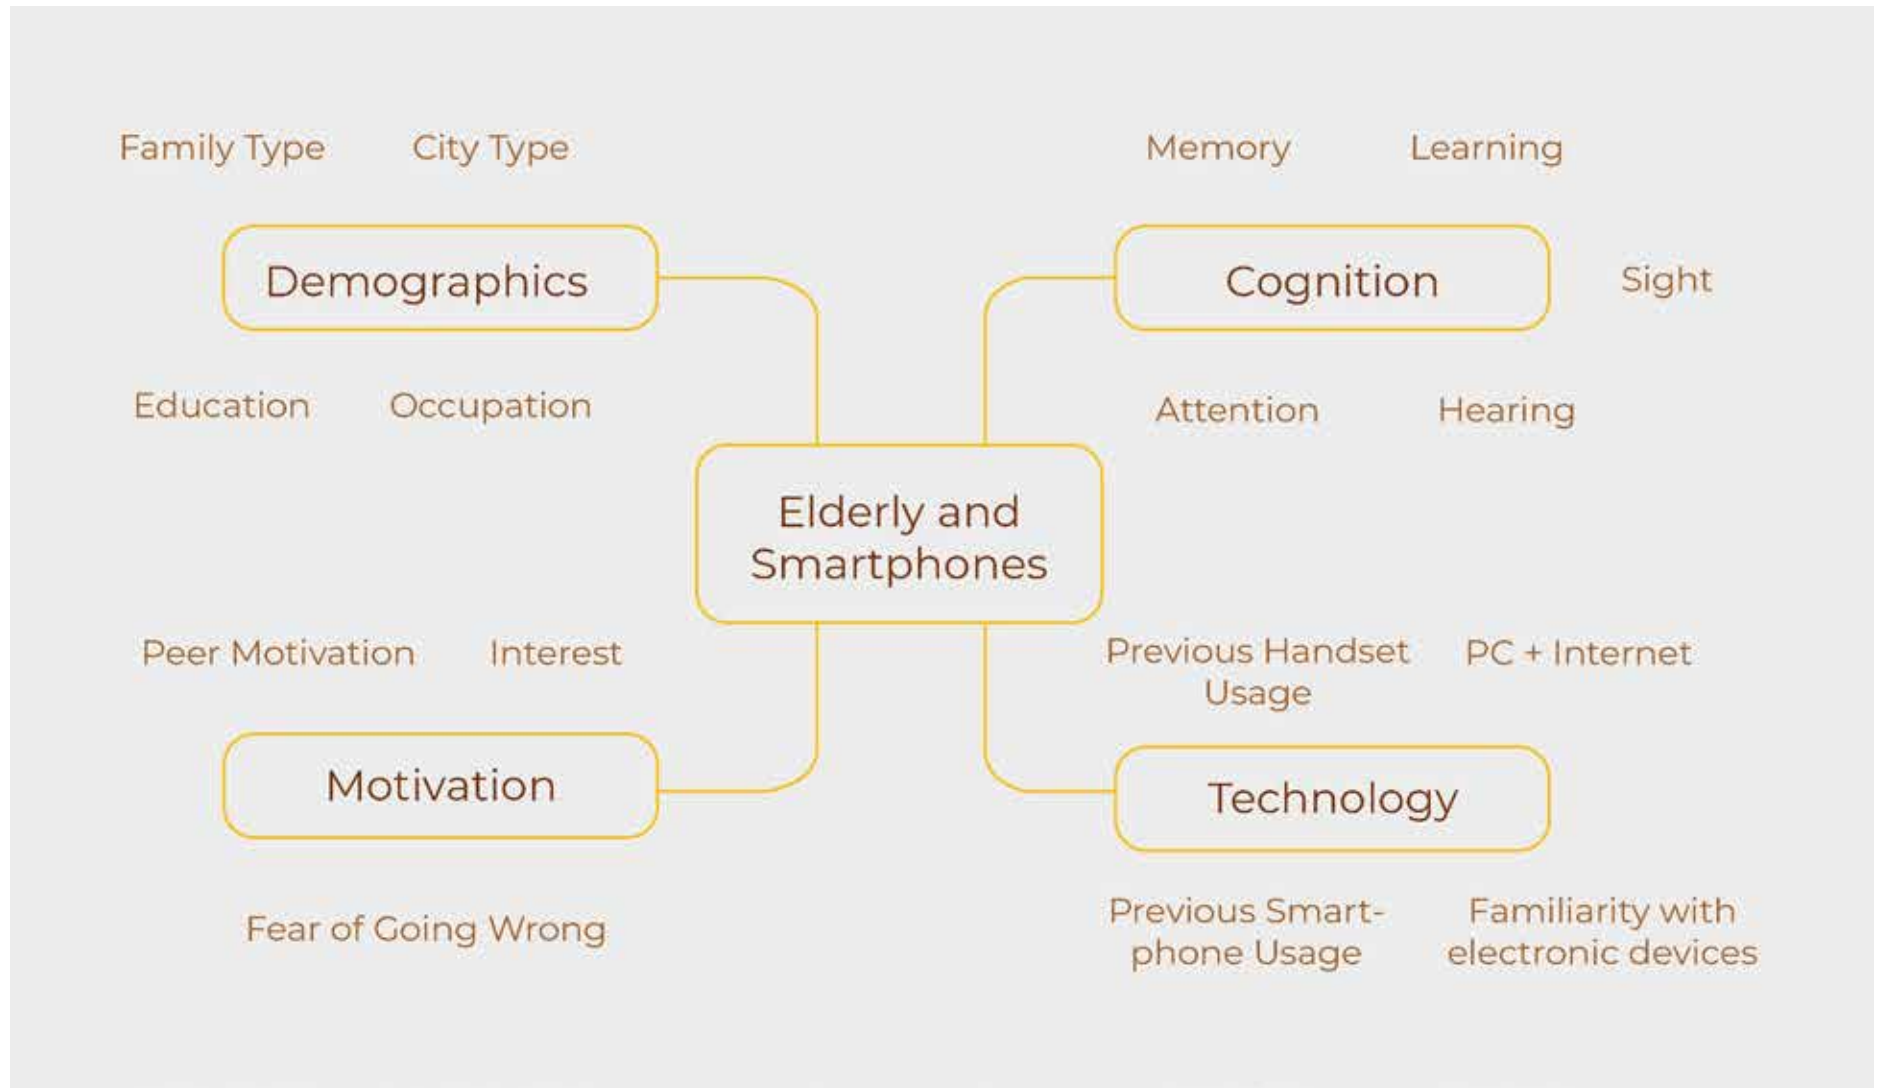 Family Type
City Type
Demographics
Education
Occupation
Memory
Learning
Cognition
Sight
Attention
Hearing
Elderly and
Smartphones
Peer Motivation
Interest
Motivation
Fear of Going Wrong
Previous Handset
Usage
PC + Internet
Technology
Previous Smart-
phone Usage
Familiarity with
electronic devices